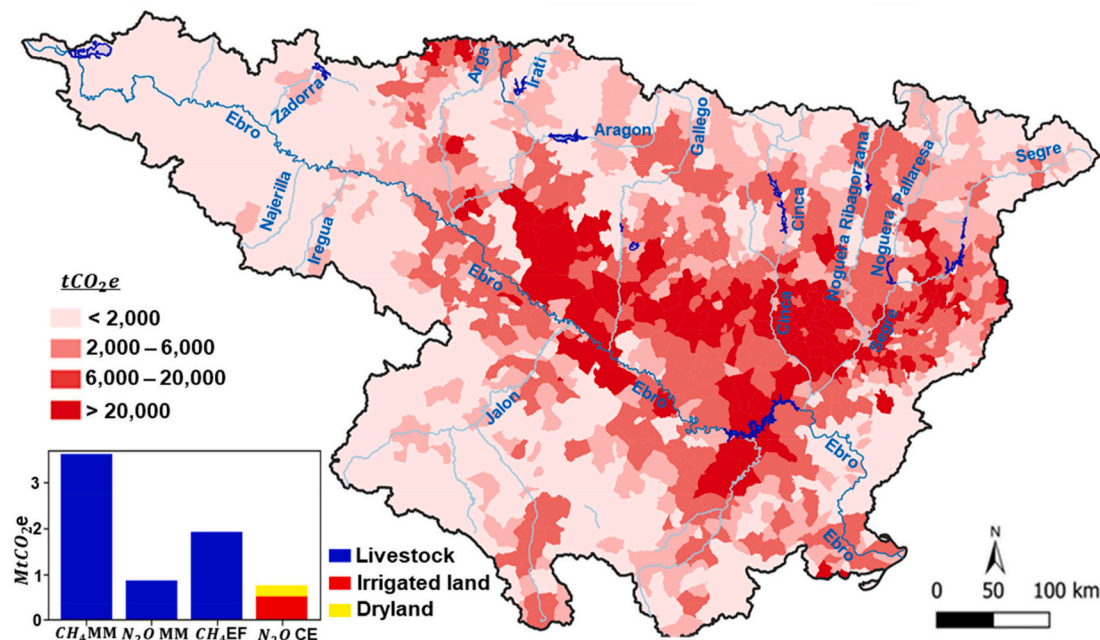 Arga
Irati
Zadorra
Ebro
Aragon
Gallego
Segre
Najerilla
Iregua
Cinca
Noguera Ribagorzana
Noguera Pallaresa
Ebro
Cinca
Segre
tCO₂e
< 2,000
2,000 – 6,000
6,000 – 20,000
> 20,000
Jalon
Ebro
Ebro
Ebro
MtCO₂e
3
2
1
0
CH₄MM N₂O MM CH₄EF N₂O CE
Livestock
Irrigated land
Dryland
N
0 50 100 km